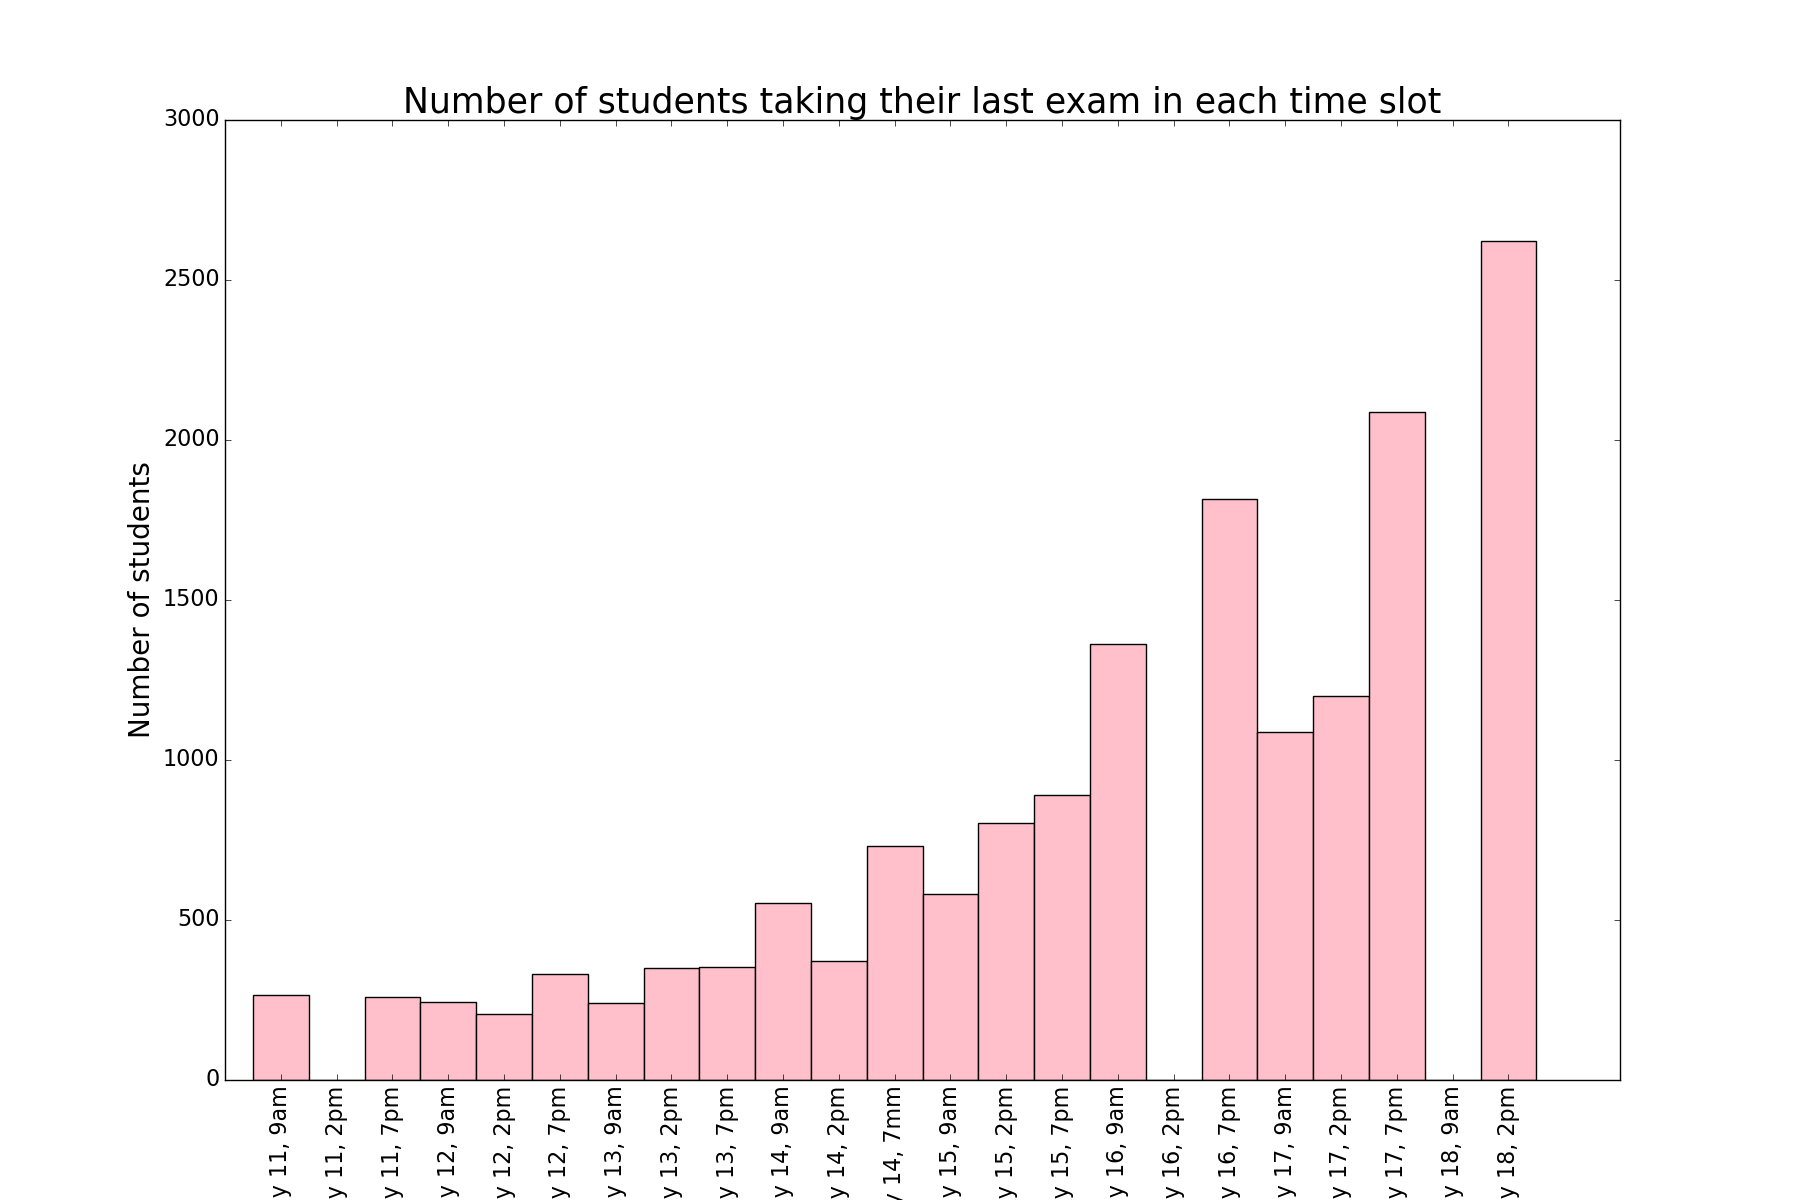 Number of students taking their last exam in each time slot
Number of students
3000
2500
2000
1500
1000
500
0
y 11, 9am
y 11, 2pm
y 11, 7pm
y 12, 9am
y 12, 2pm
y 12, 7pm
y 13, 9am
y 13, 2pm
y 13, 7pm
y 14, 9am
y 14, 2pm
y 14, 7mm
y 15, 9am
y 15, 2pm
y 15, 7pm
y 16, 9am
y 16, 2pm
y 16, 7pm
y 17, 9am
y 17, 2pm
y 17, 7pm
y 18, 9am
y 18, 2pm